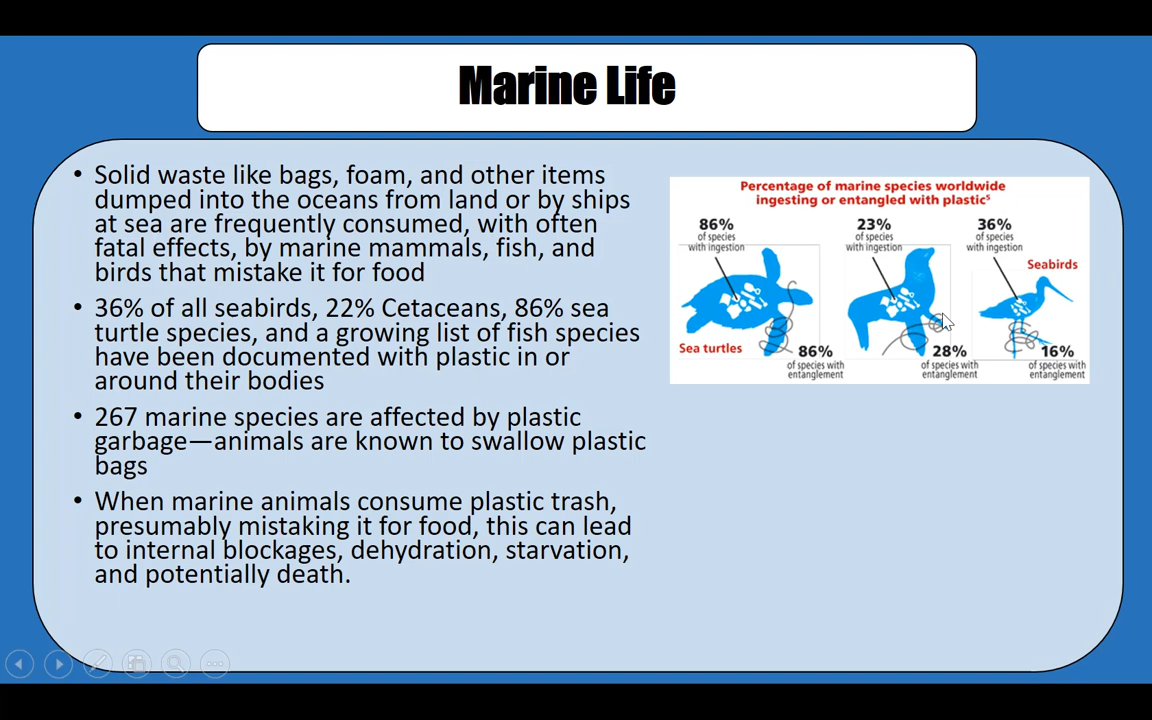 Marine Life
• Solid waste like bags, foam, and other items
dumped into the oceans from land or by ships
at sea are frequently consumed, with often
fatal effects, by marine mammals, fish, and
birds that mistake it for food
• 36% of all seabirds, 22% Cetaceans, 86% sea
turtle species, and a growing list of fish species
have been documented with plastic in or
around their bodies
• 267 marine species are affected by plastic
garbage—animals are known to swallow plastic
bags
• When marine animals consume plastic trash,
presumably mistaking it for food, this can lead
to internal blockages, dehydration, starvation,
and potentially death.
Percentage of marine species worldwide
ingesting or entangled with plastic⁵
86%
of species
with ingestion
23%
of species
with ingestion
36%
of species
with ingestion
Seabirds
Sea turtles
86%
of species with
entanglement
28%
of species with
entanglement
16%
of species with
entanglement